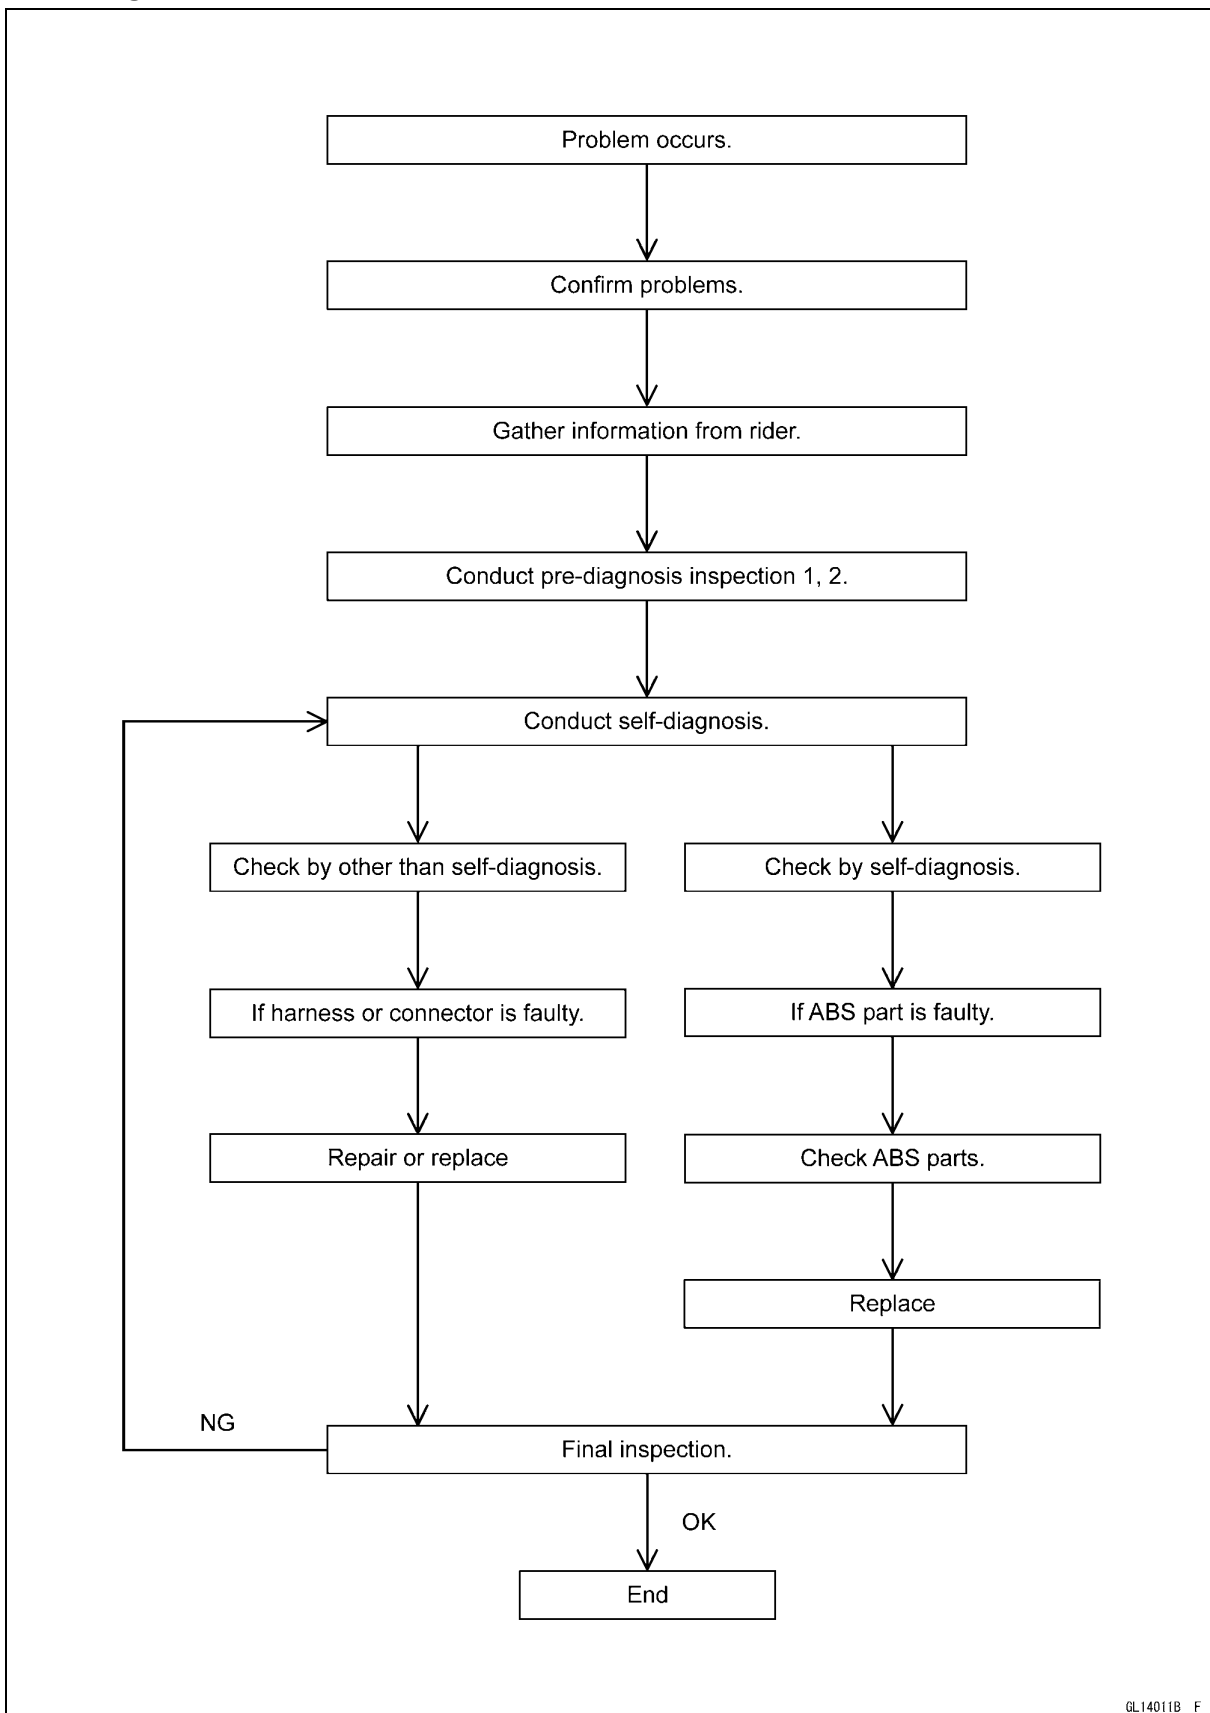 Problem occurs.
Confirm problems.
Gather information from rider.
Conduct pre-diagnosis inspection 1, 2.
Conduct self-diagnosis.
Check by other than self-diagnosis.
Check by self-diagnosis.
If harness or connector is faulty.
If ABS part is faulty.
Repair or replace
Check ABS parts.
Replace
NG
Final inspection.
OK
End
GL14011B F